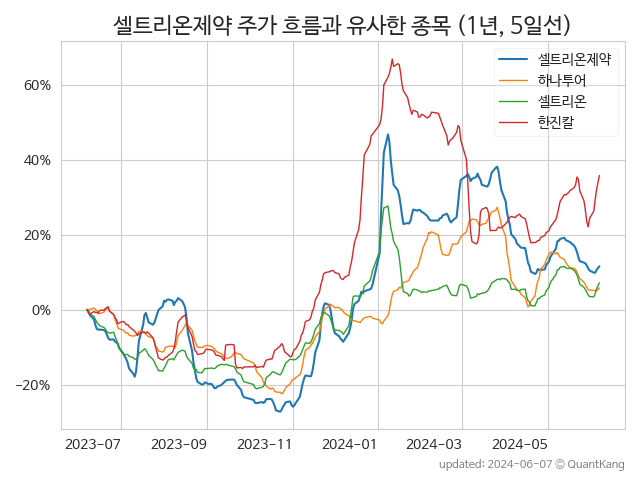 셀트리온제약 주가 흐름과 유사한 종목 (1년, 5일선)
셀트리온제약
하나투어
셀트리온
한진칼
60%
40%
20%
0%
−20%
2023-07 2023-09 2023-11 2024-01 2024-03 2024-05
updated: 2024-06-07 © QuantKang